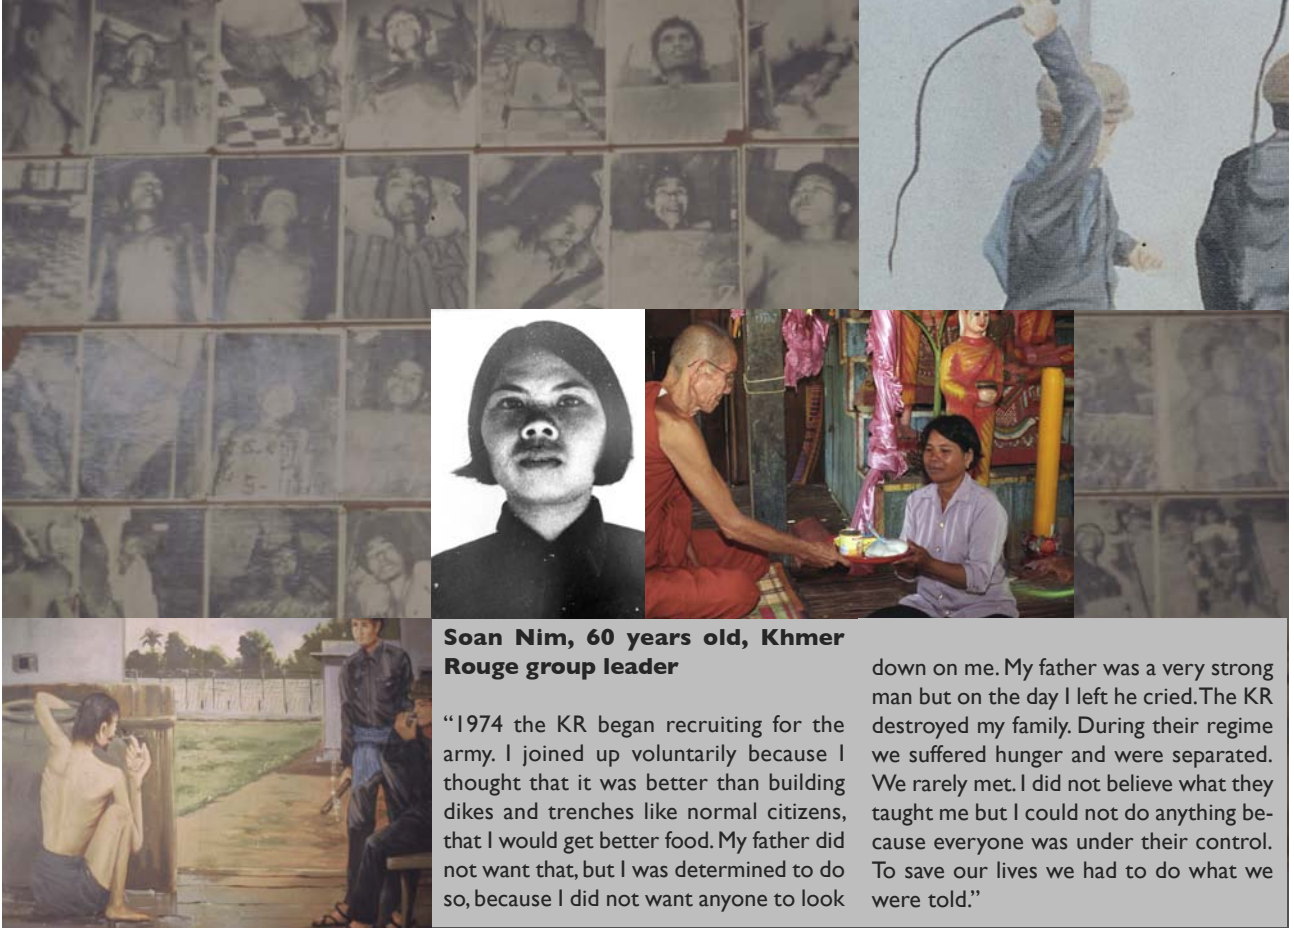 Soan Nim, 60 years old, Khmer
Rouge group leader
“1974 the KR began recruiting for the
army. I joined up voluntarily because I
thought that it was better than building
dikes and trenches like normal citizens,
that I would get better food. My father did
not want that, but I was determined to do
so, because I did not want anyone to look
down on me. My father was a very strong
man but on the day I left he cried. The KR
destroyed my family. During their regime
we suffered hunger and were separated.
We rarely met. I did not believe what they
taught me but I could not do anything be-
cause everyone was under their control.
To save our lives we had to do what we
were told.”